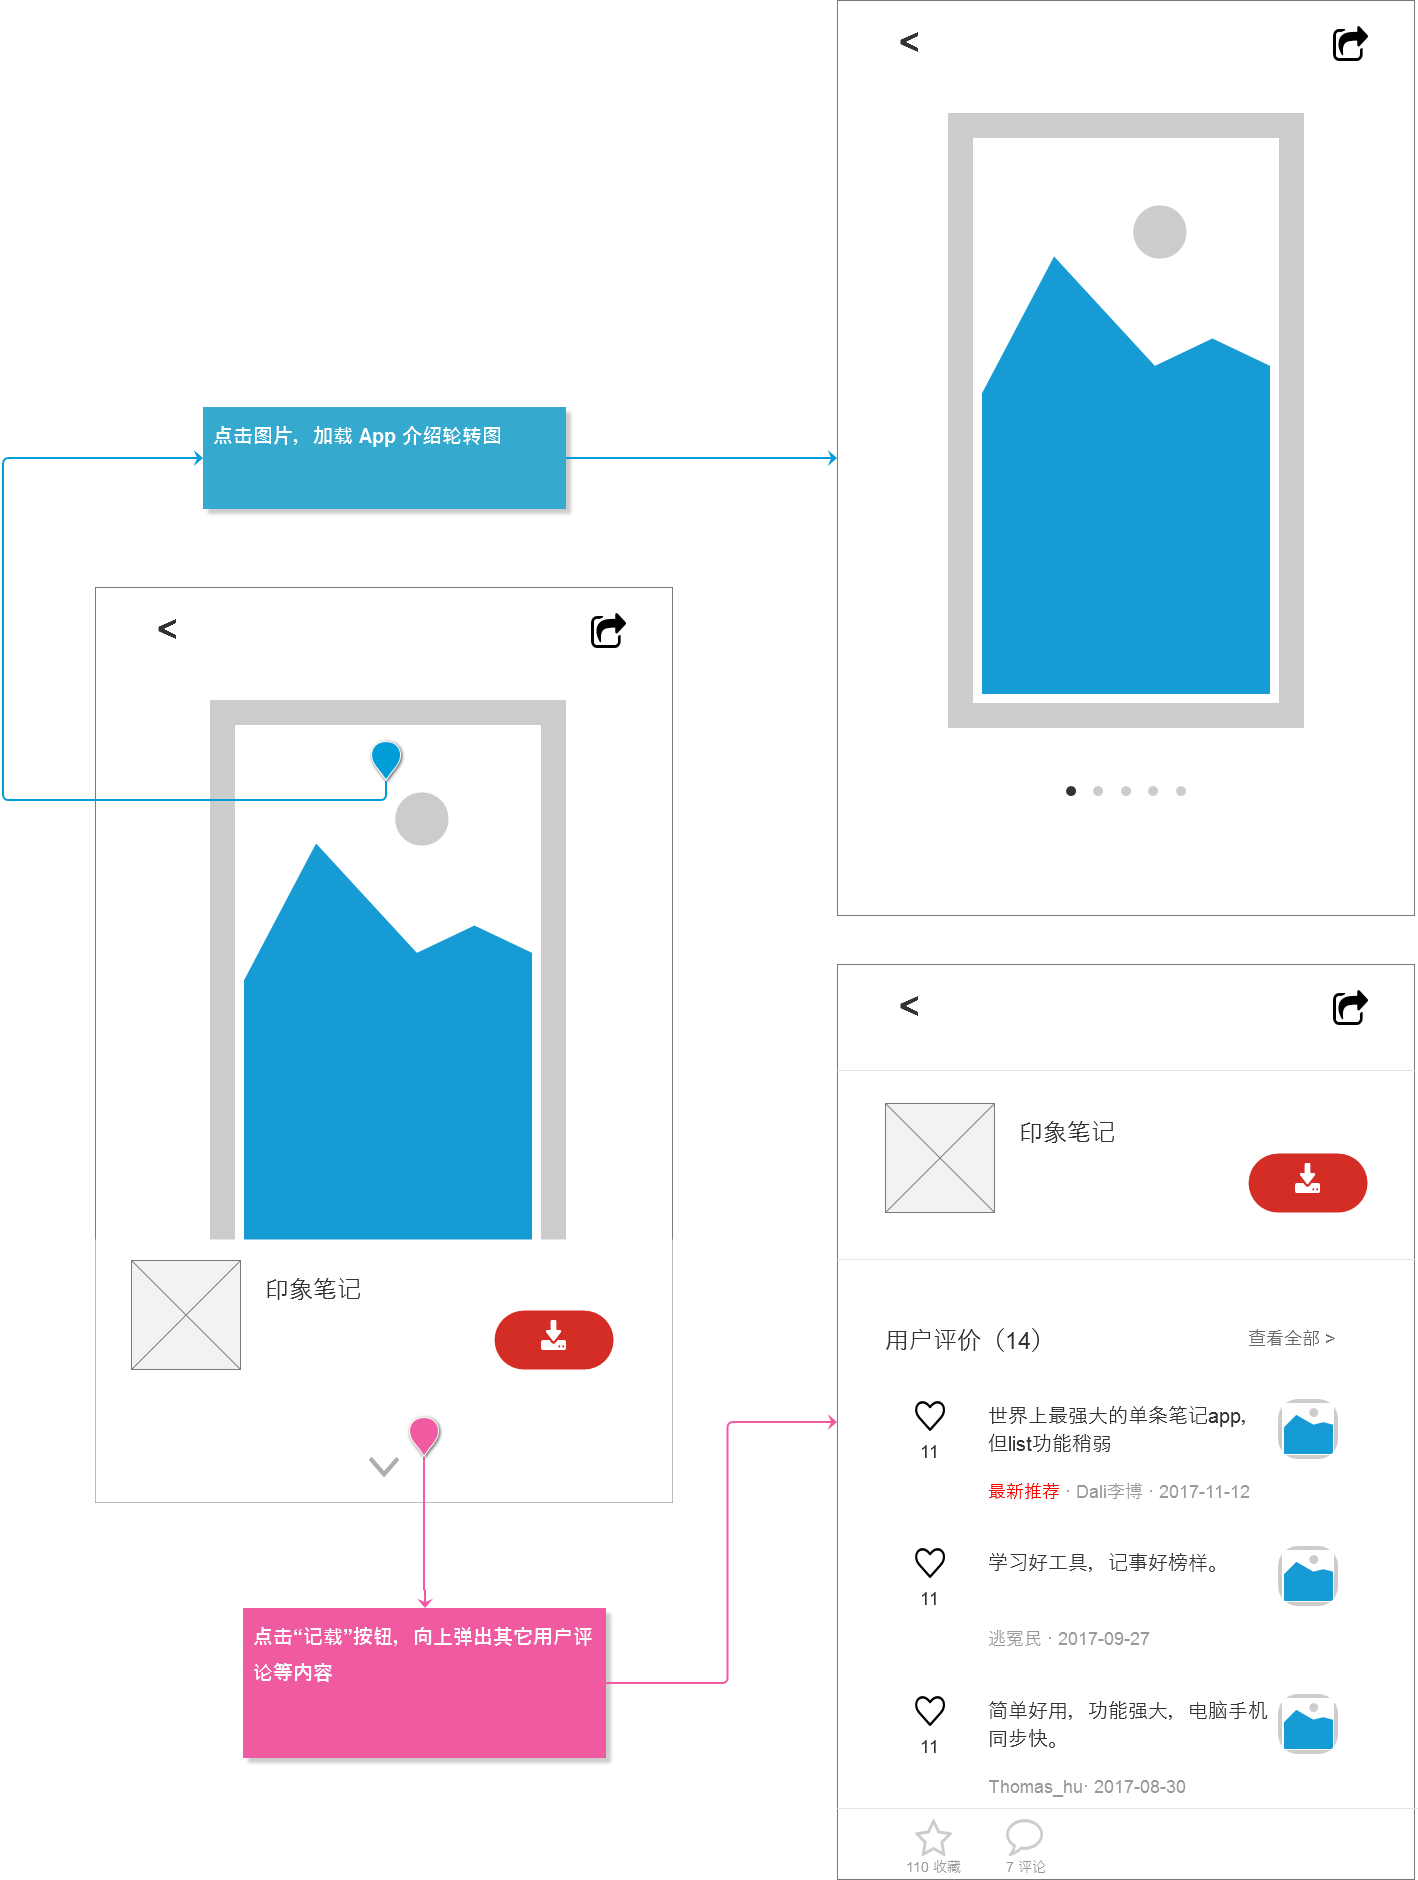 <
点击图片，加载 App 介绍轮转图
<
印象笔记
点击“记载”按钮，向上弹出其它用户评
论等内容
<
印象笔记
用户评价（14）
查看全部 >
世界上最强大的单条笔记app，
但list功能稍弱
11
最新推荐 · Dali李博 · 2017-11-12
学习好工具，记事好榜样。
11
逃冤民 · 2017-09-27
简单好用，功能强大，电脑手机
同步快。
11
Thomas_hu· 2017-08-30
110 收藏
7 评论